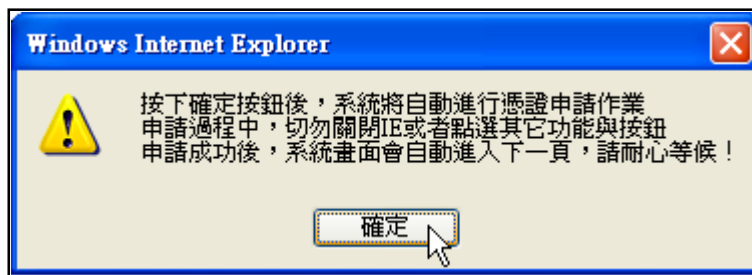 Windows Internet Explorer
按下確定按鈕後，系統將自動進行憑證申請作業
申請過程中，切勿關閉IE或者點選其它功能與按鈕
申請成功後，系統畫面會自動進入下一頁，請耐心等候！
確定